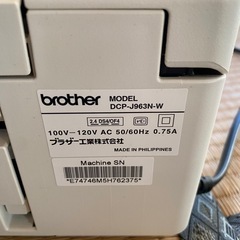 brother
MODEL
DCP-J963N-W
2,4 DS4/OF4
100V－120V AC 50/60Hz 0.75A
ブラザー工業株式会社
MADE IN PHILIPPINES
Machine SN
*E74746M5H762375*